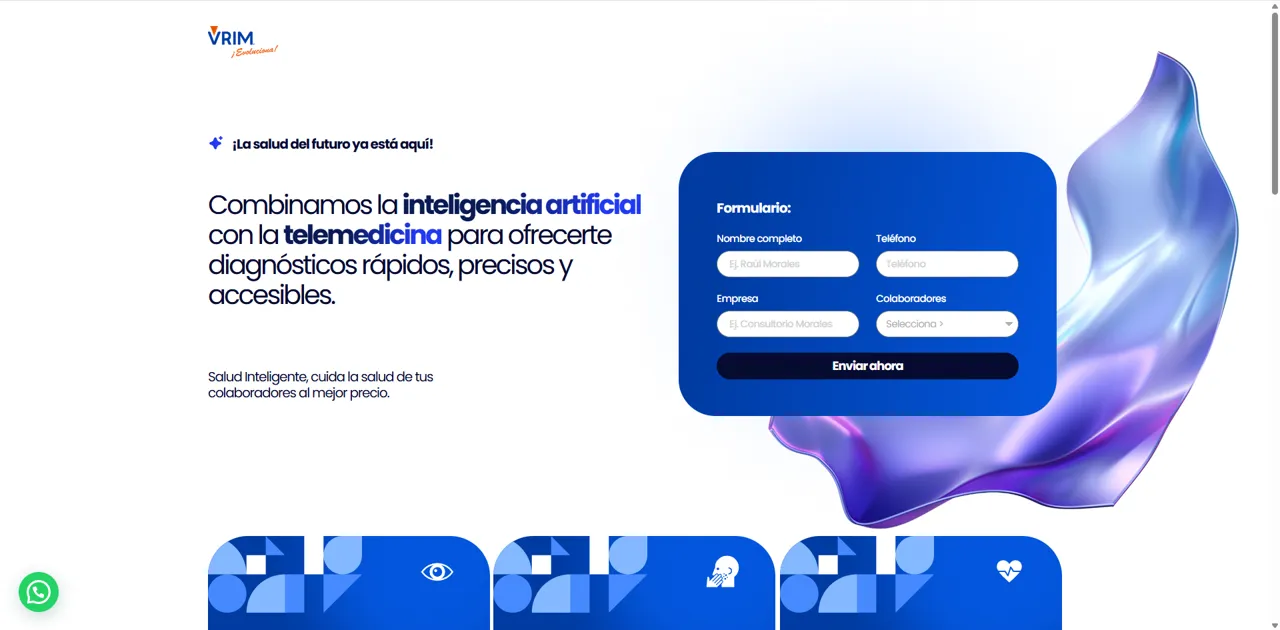 VRIM
¡Evoluciona!
¡La salud del futuro ya está aquí!
Combinamos la inteligencia artificial
con la telemedicina para ofrecerte
diagnósticos rápidos, precisos y
accesibles.
Salud Inteligente, cuida la salud de tus
colaboradores al mejor precio.
Formulario:
Nombre completo
Teléfono
Ej. Raúl Morales
Teléfono
Empresa
Colaboradores
Ej. Consultorio Morales
Selecciona >
Enviar ahora